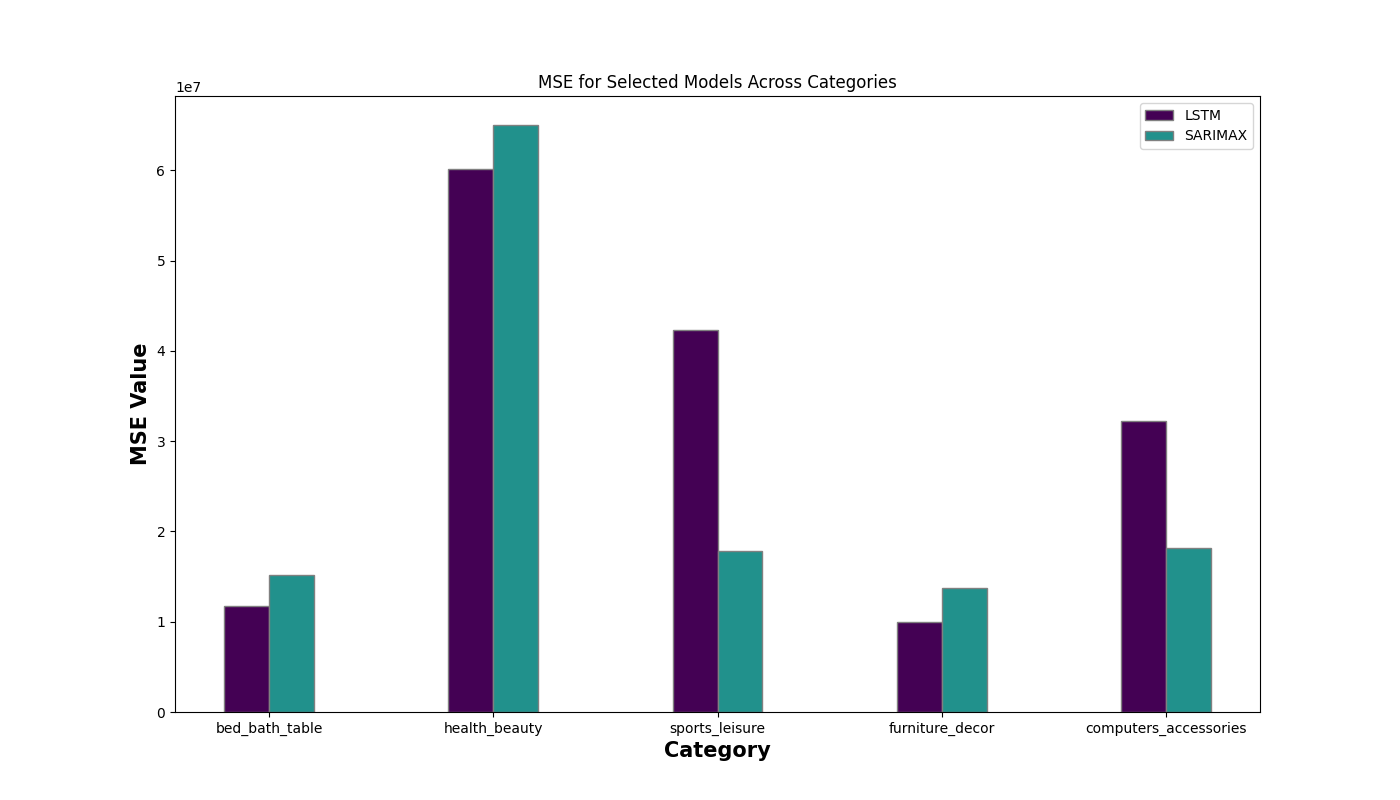 MSE for Selected Models Across Categories
1e7
LSTM
SARIMAX
6
5
4
3
2
1
0
MSE Value
bed_bath_table
health_beauty
sports_leisure
furniture_decor
computers_accessories
Category